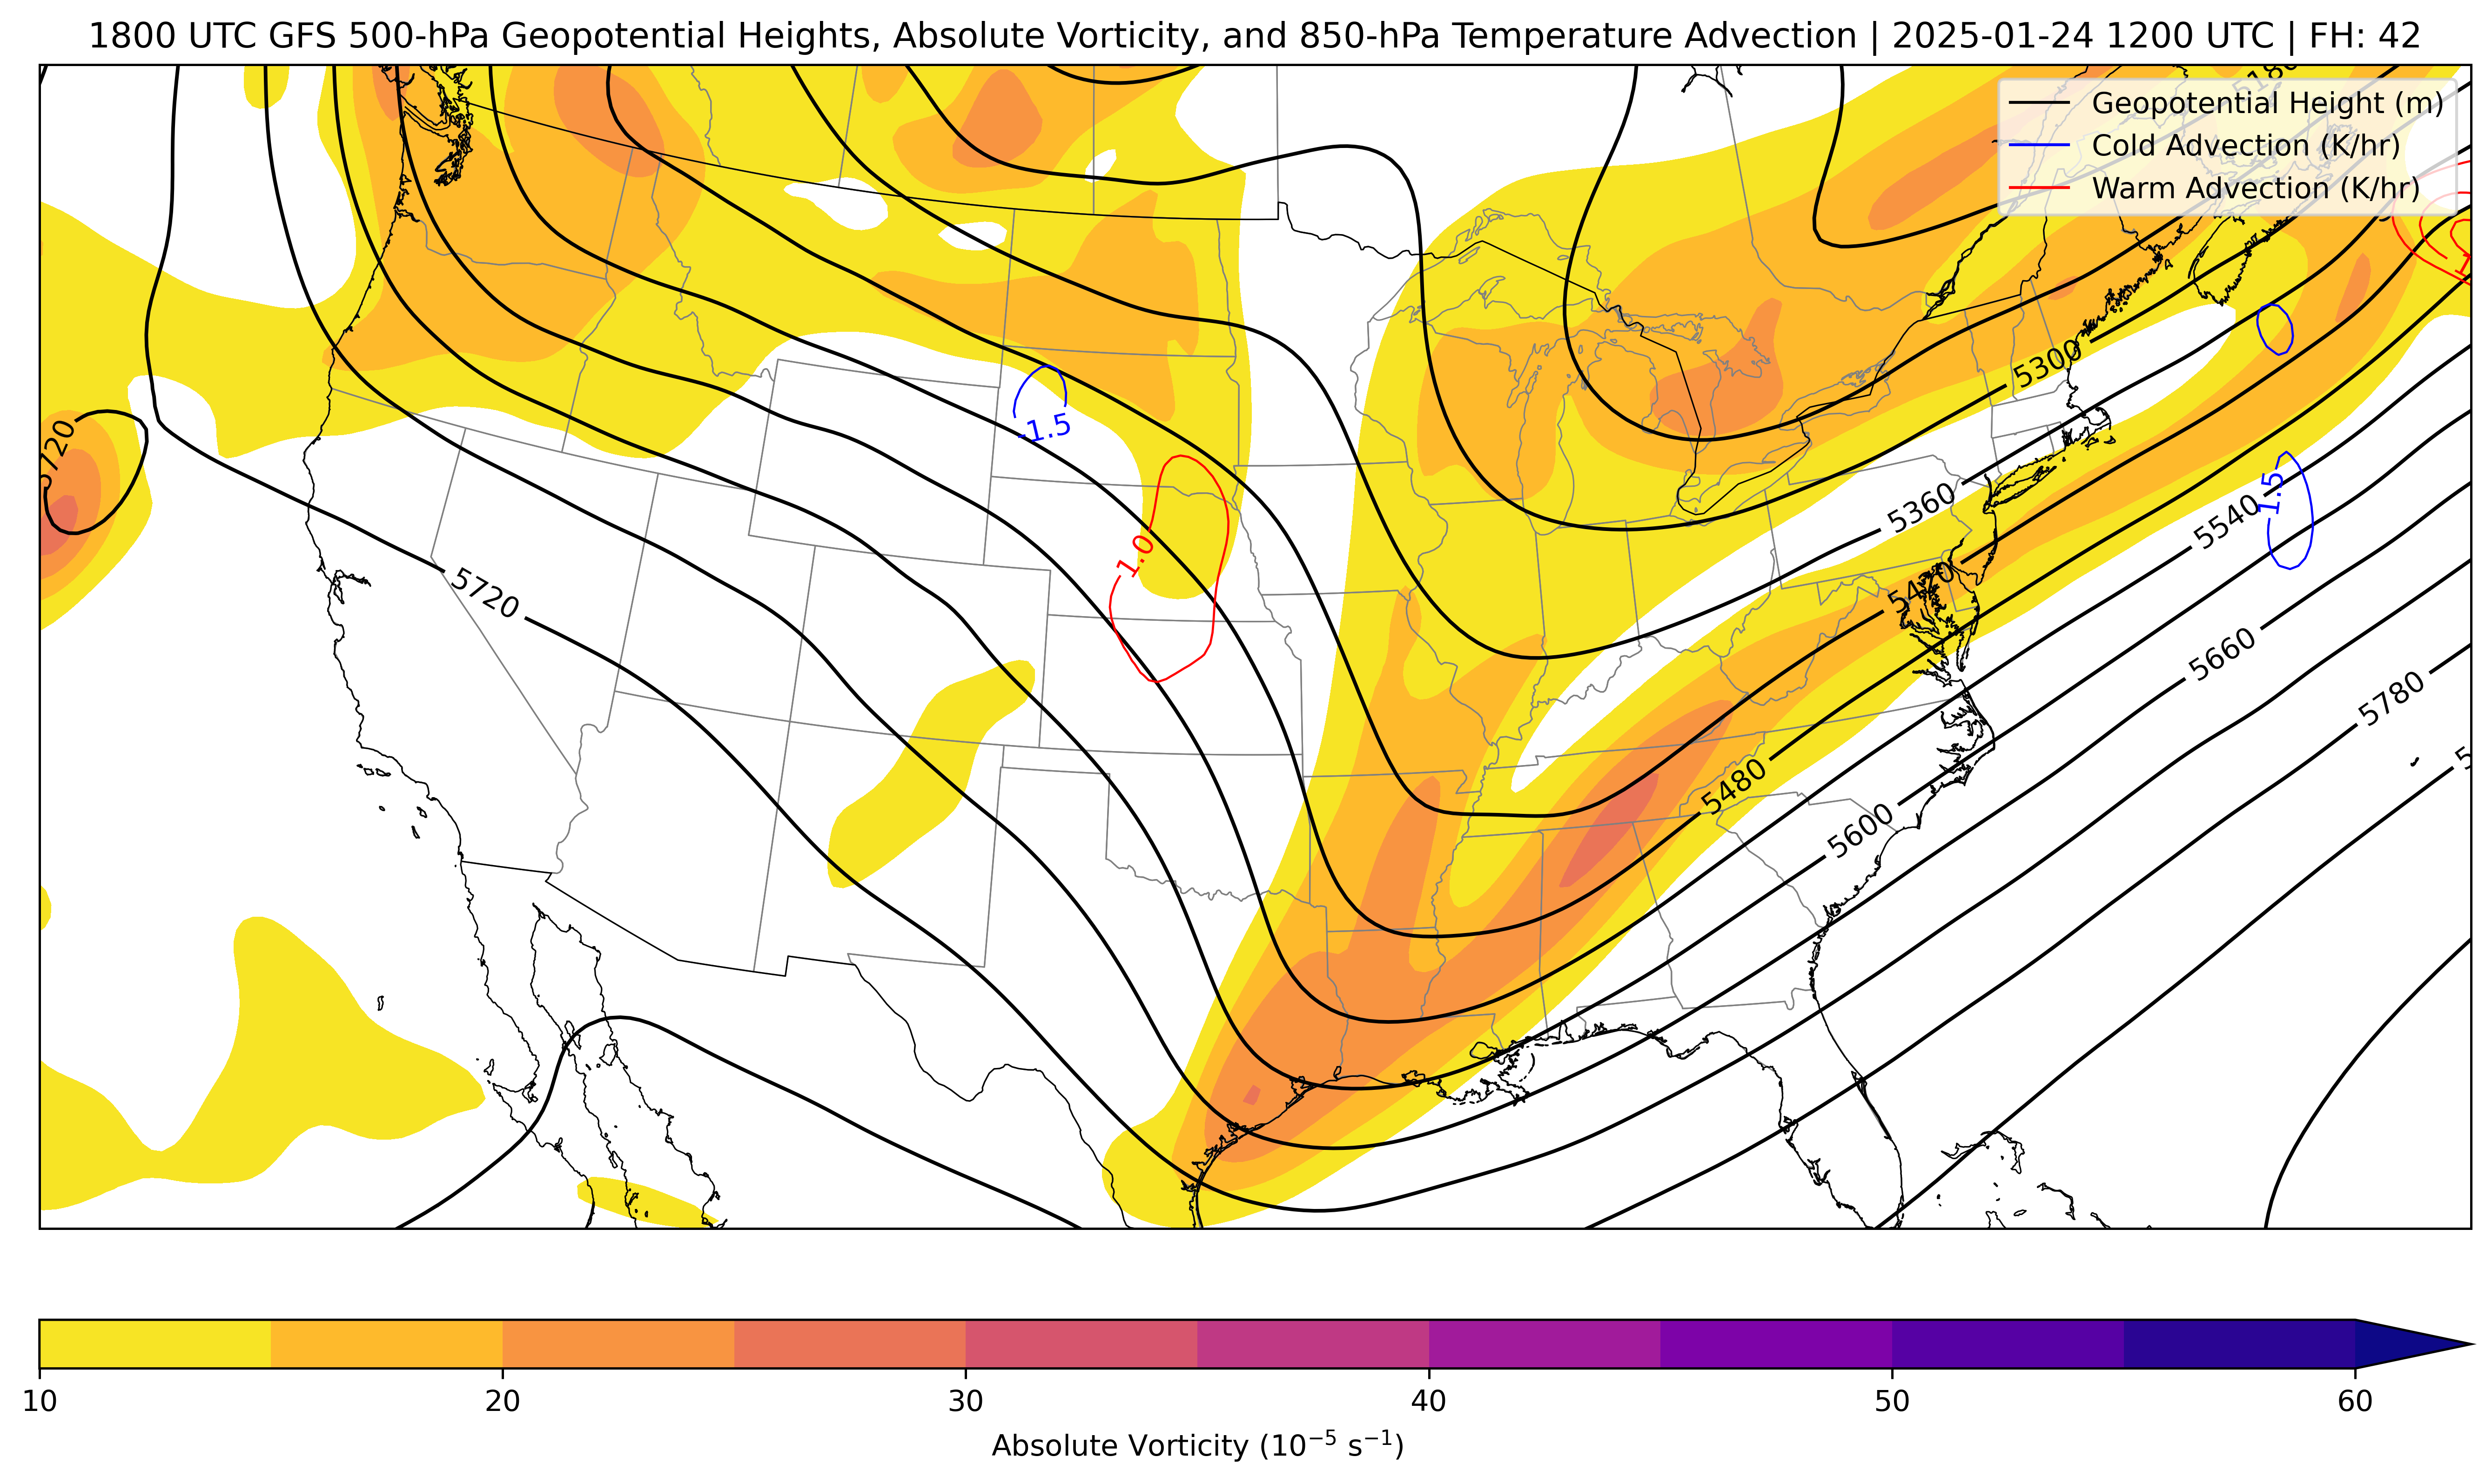 1800 UTC GFS 500-hPa Geopotential Heights, Absolute Vorticity, and 850-hPa Temperature Advection | 2025-01-24 1200 UTC | FH: 42
5180
Geopotential Height (m)
Cold Advection (K/hr)
Warm Advection (K/hr)
5300
-1.5
5720
5360
5540
1.5
1.0
5420
5720
5660
5780
5480
5600
10 20 30 40 50 60
Absolute Vorticity (10⁻⁵ s⁻¹)